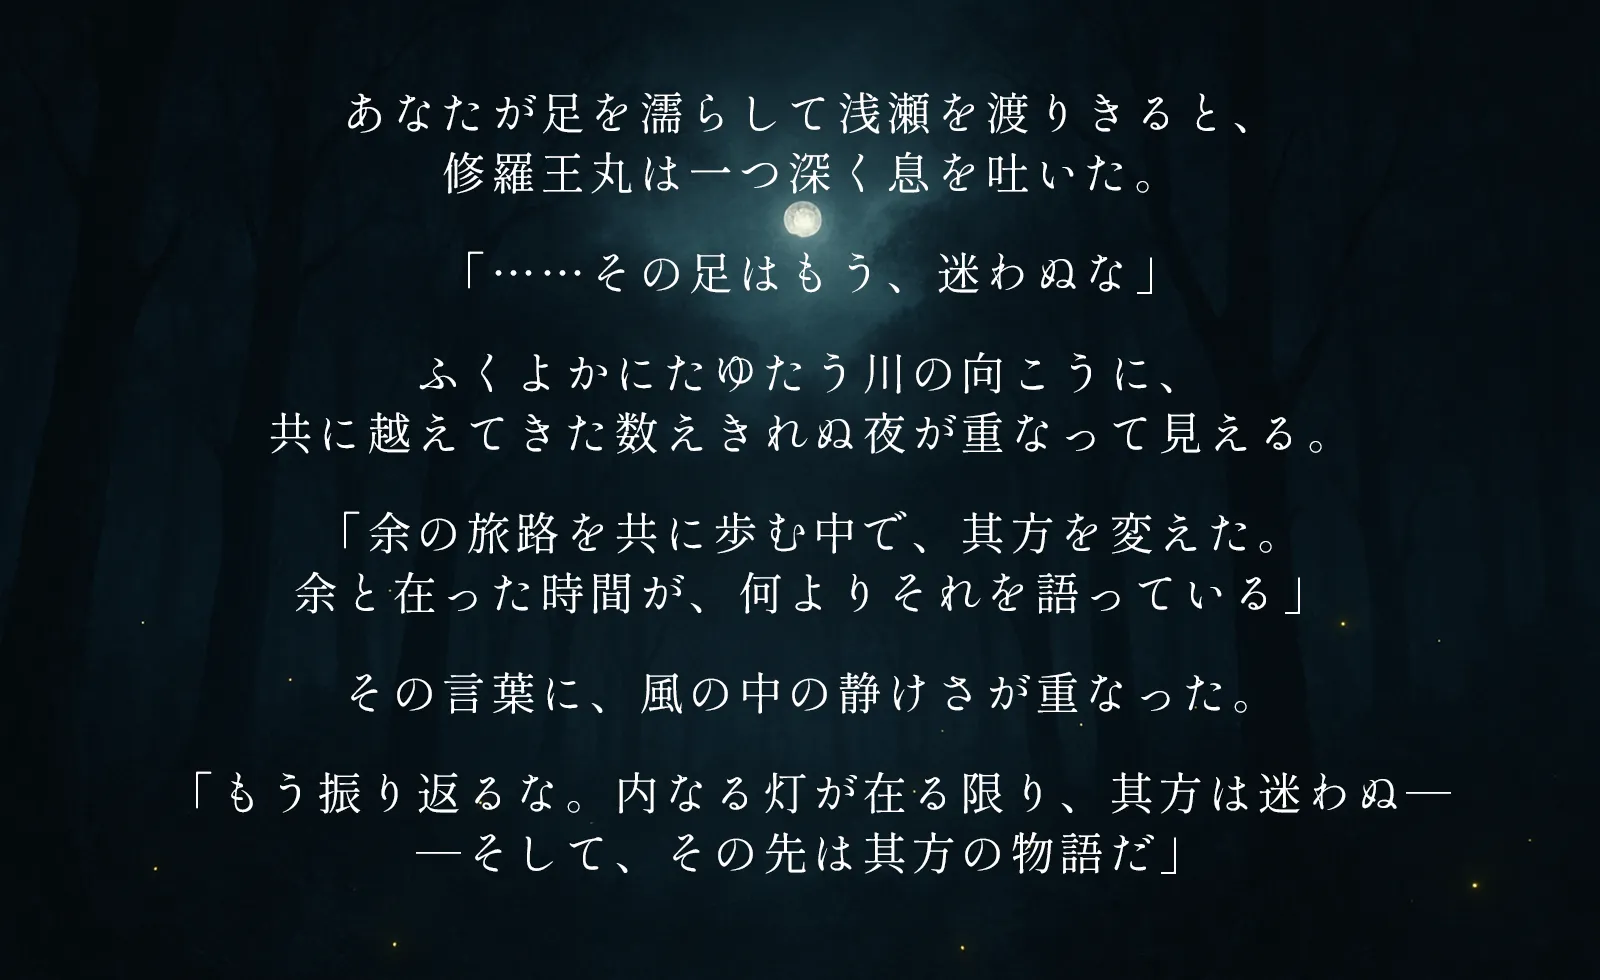 あなたが足を濡らして浅瀬を渡りきると、
修羅王丸は一つ深く息を吐いた。
「……その足はもう、迷わぬな」
ふくよかにたゆたう川の向こうに、
共に越えてきた数えきれぬ夜が重なって見える。
「余の旅路を共に歩む中で、其方を変えた。
余と在った時間が、何よりそれを語っている」
その言葉に、風の中の静けさが重なった。
「もう振り返るな。内なる灯が在る限り、其方は迷わぬ―
―そして、その先は其方の物語だ」